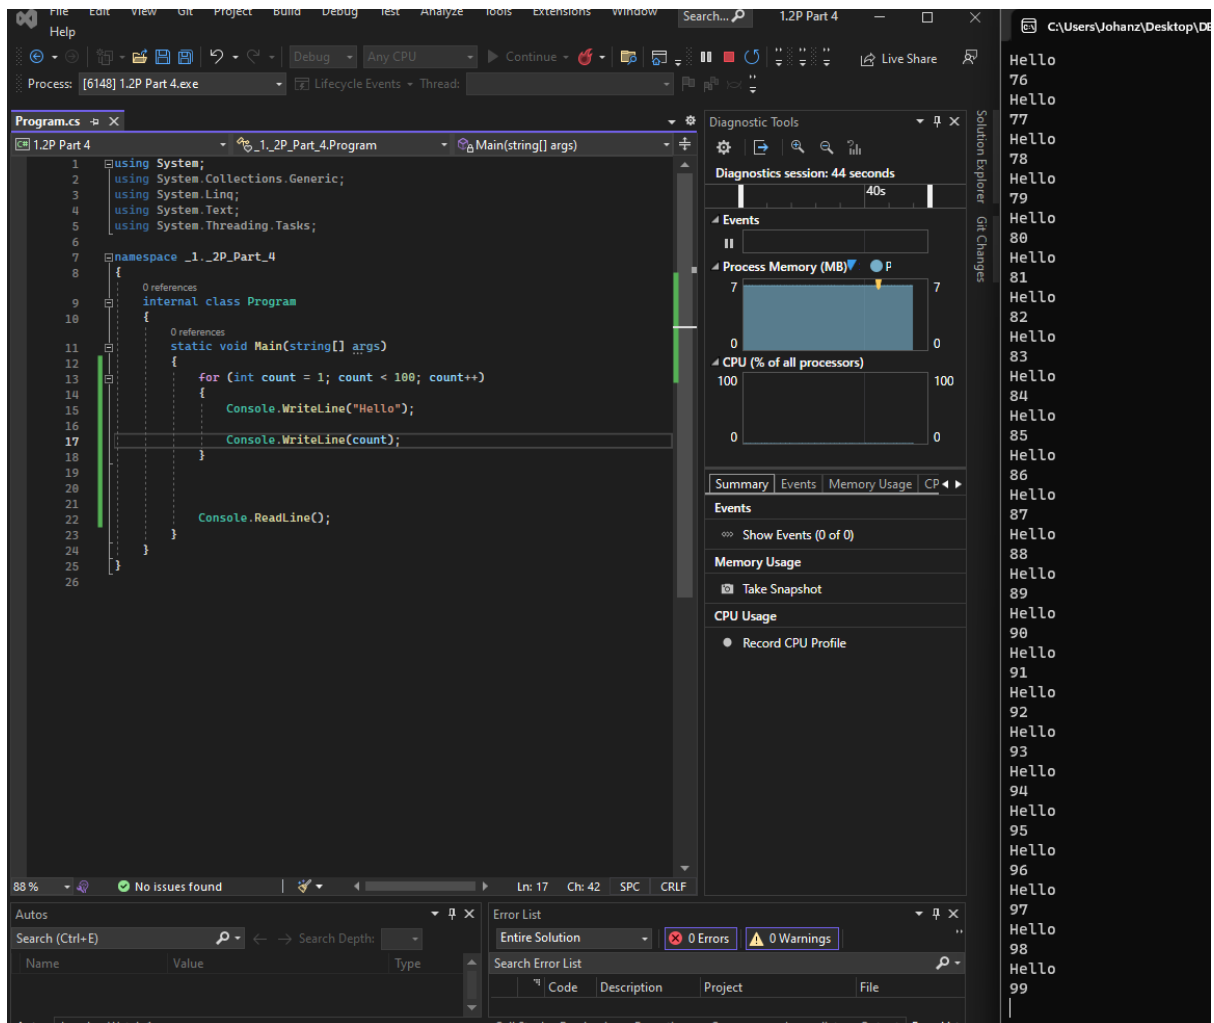 File Edit View Git Project Build Debug Test Analyze Tools Extensions Window Search... 1.2P Part 4
Help
Debug Any CPU Continue Live Share
Process: [6148] 1.2P Part 4.exe Lifecycle Events Thread:
Program.cs
1.2P Part 4 _1._2P_Part_4.Program Main(string[] args)
1 using System;
2 using System.Collections.Generic;
3 using System.Linq;
4 using System.Text;
5 using System.Threading.Tasks;
6
7 namespace _1._2P_Part_4
8 {
0 references
9 internal class Program
10 {
0 references
11 static void Main(string[] args)
12 {
13 for (int count = 1; count < 100; count++)
14 {
15 Console.WriteLine("Hello");
16
17 Console.WriteLine(count);
18 }
19
20
21
22 Console.ReadLine();
23 }
24 }
25 }
26
88 % No issues found Ln: 17 Ch: 42 SPC CRLF
Diagnostic Tools
Diagnostics session: 44 seconds
40s
Events
Process Memory (MB) P
7 7
0 0
CPU (% of all processors)
100 100
0 0
Summary Events Memory Usage CP
Events
Show Events (0 of 0)
Memory Usage
Take Snapshot
CPU Usage
Record CPU Profile
Solution Explorer
Git Changes
Autos
Search (Ctrl+E) Search Depth:
Name Value Type
Error List
Entire Solution 0 Errors 0 Warnings
Search Error List
Code Description Project File
C:\Users\Johanz\Desktop\DE
Hello
76
Hello
77
Hello
78
Hello
79
Hello
80
Hello
81
Hello
82
Hello
83
Hello
84
Hello
85
Hello
86
Hello
87
Hello
88
Hello
89
Hello
90
Hello
91
Hello
92
Hello
93
Hello
94
Hello
95
Hello
96
Hello
97
Hello
98
Hello
99